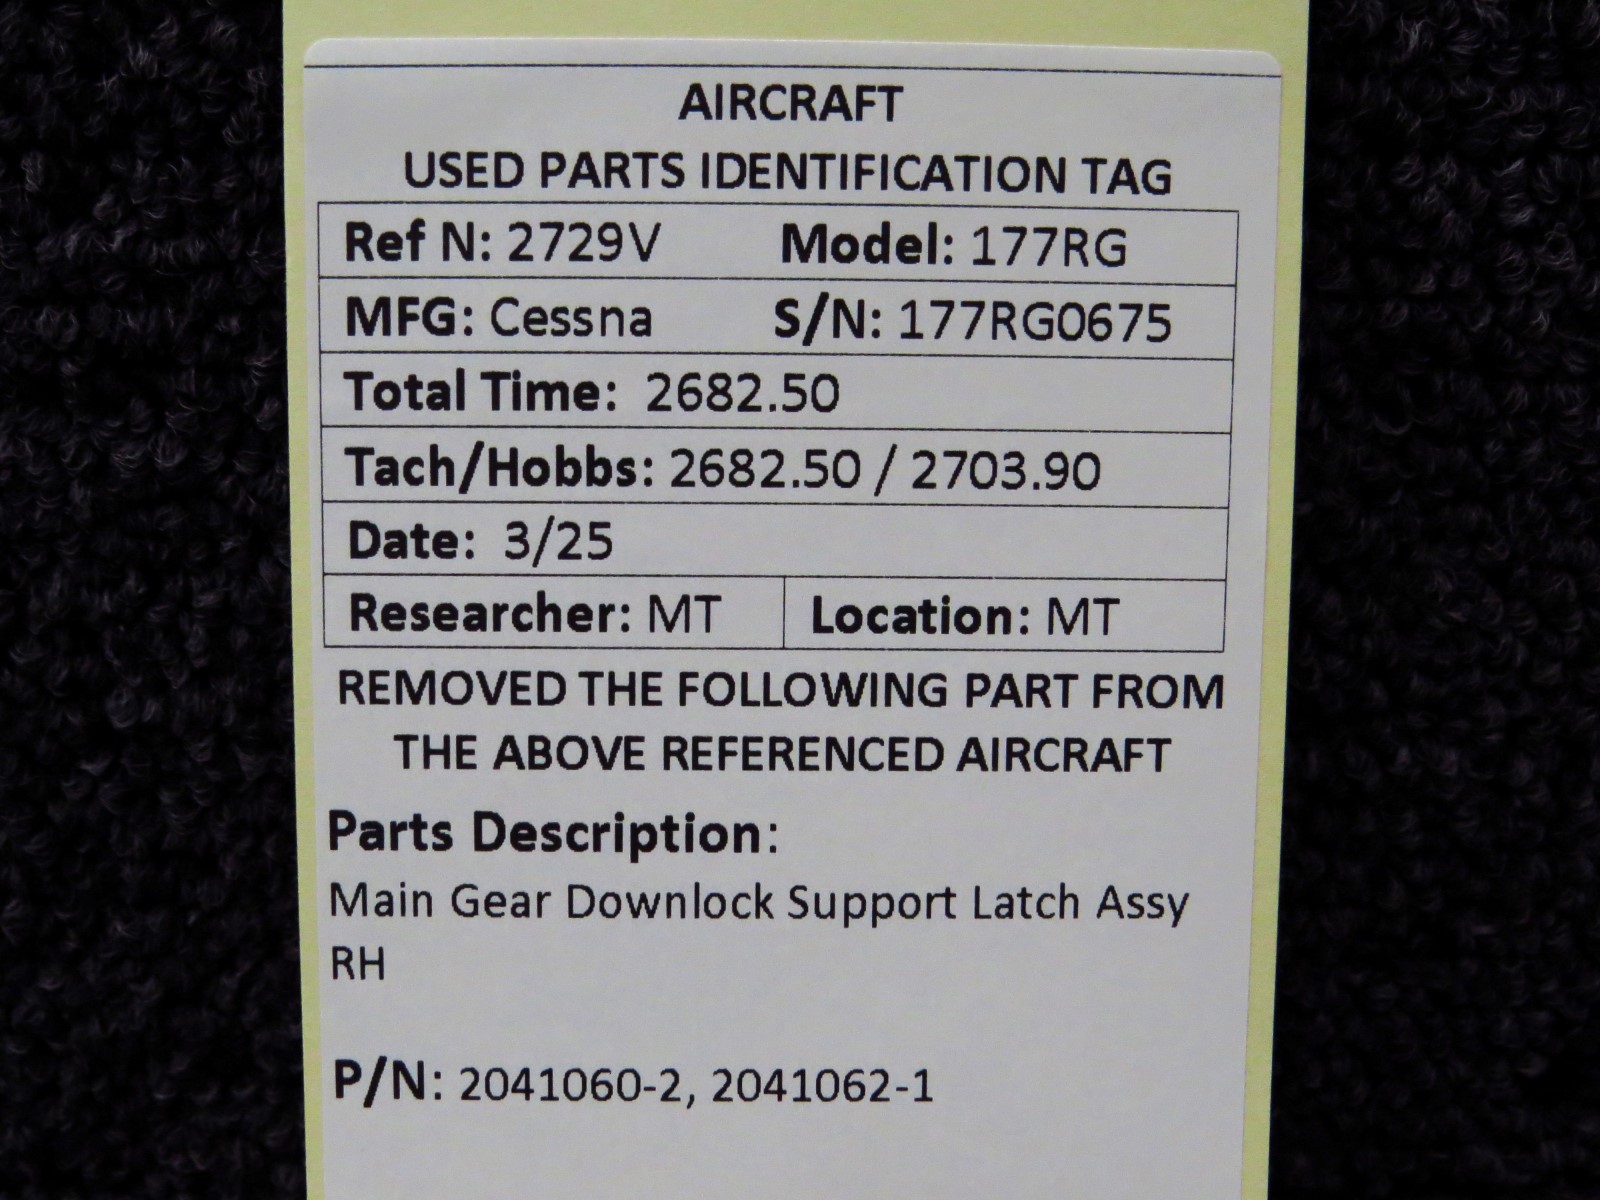 AIRCRAFT
USED PARTS IDENTIFICATION TAG
Ref N: 2729V Model: 177RG
MFG: Cessna S/N: 177RG0675
Total Time: 2682.50
Tach/Hobbs: 2682.50 / 2703.90
Date: 3/25
Researcher: MT Location: MT
REMOVED THE FOLLOWING PART FROM
THE ABOVE REFERENCED AIRCRAFT
Parts Description:
Main Gear Downlock Support Latch Assy
RH
P/N: 2041060-2, 2041062-1